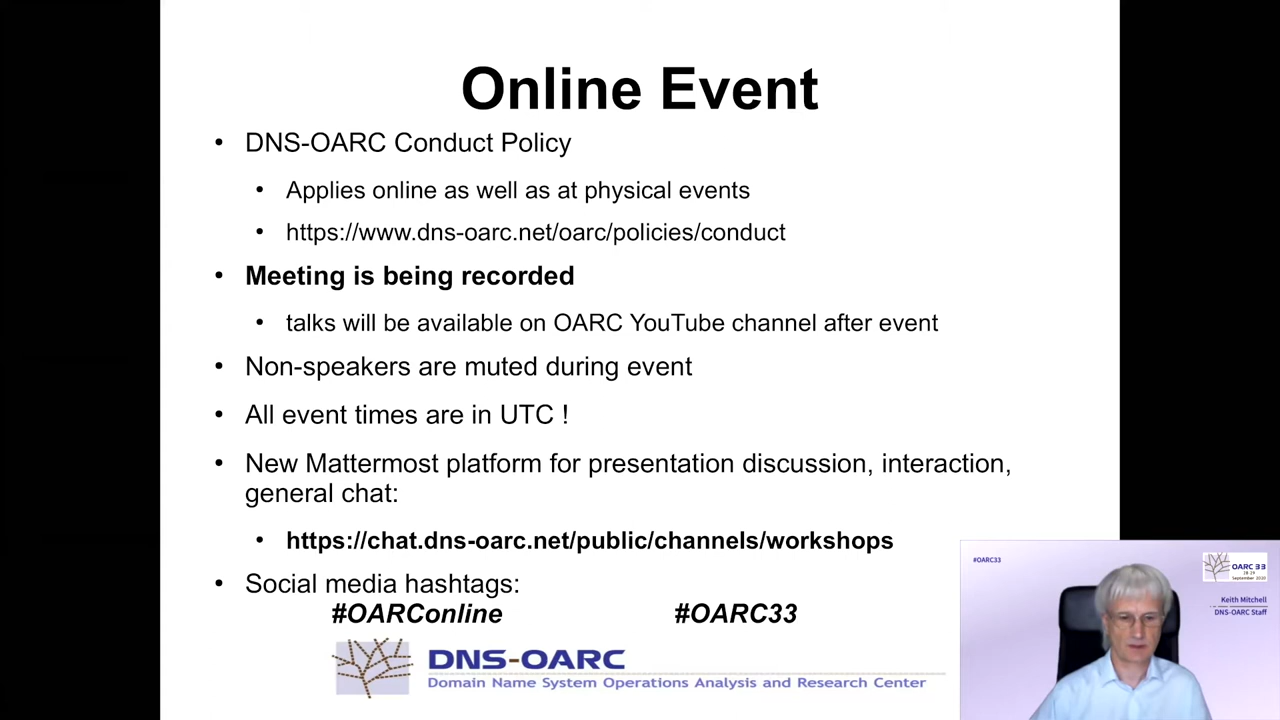 Online Event
• DNS-OARC Conduct Policy
• Applies online as well as at physical events
• https://www.dns-oarc.net/oarc/policies/conduct
• Meeting is being recorded
• talks will be available on OARC YouTube channel after event
• Non-speakers are muted during event
• All event times are in UTC !
• New Mattermost platform for presentation discussion, interaction,
general chat:
• https://chat.dns-oarc.net/public/channels/workshops
• Social media hashtags:
#OARConline #OARC33
DNS-OARC
Domain Name System Operations Analysis and Research Center
#OARC33
OARC 33
28-29
September 2020
Keith Mitchell
DNS-OARC Staff